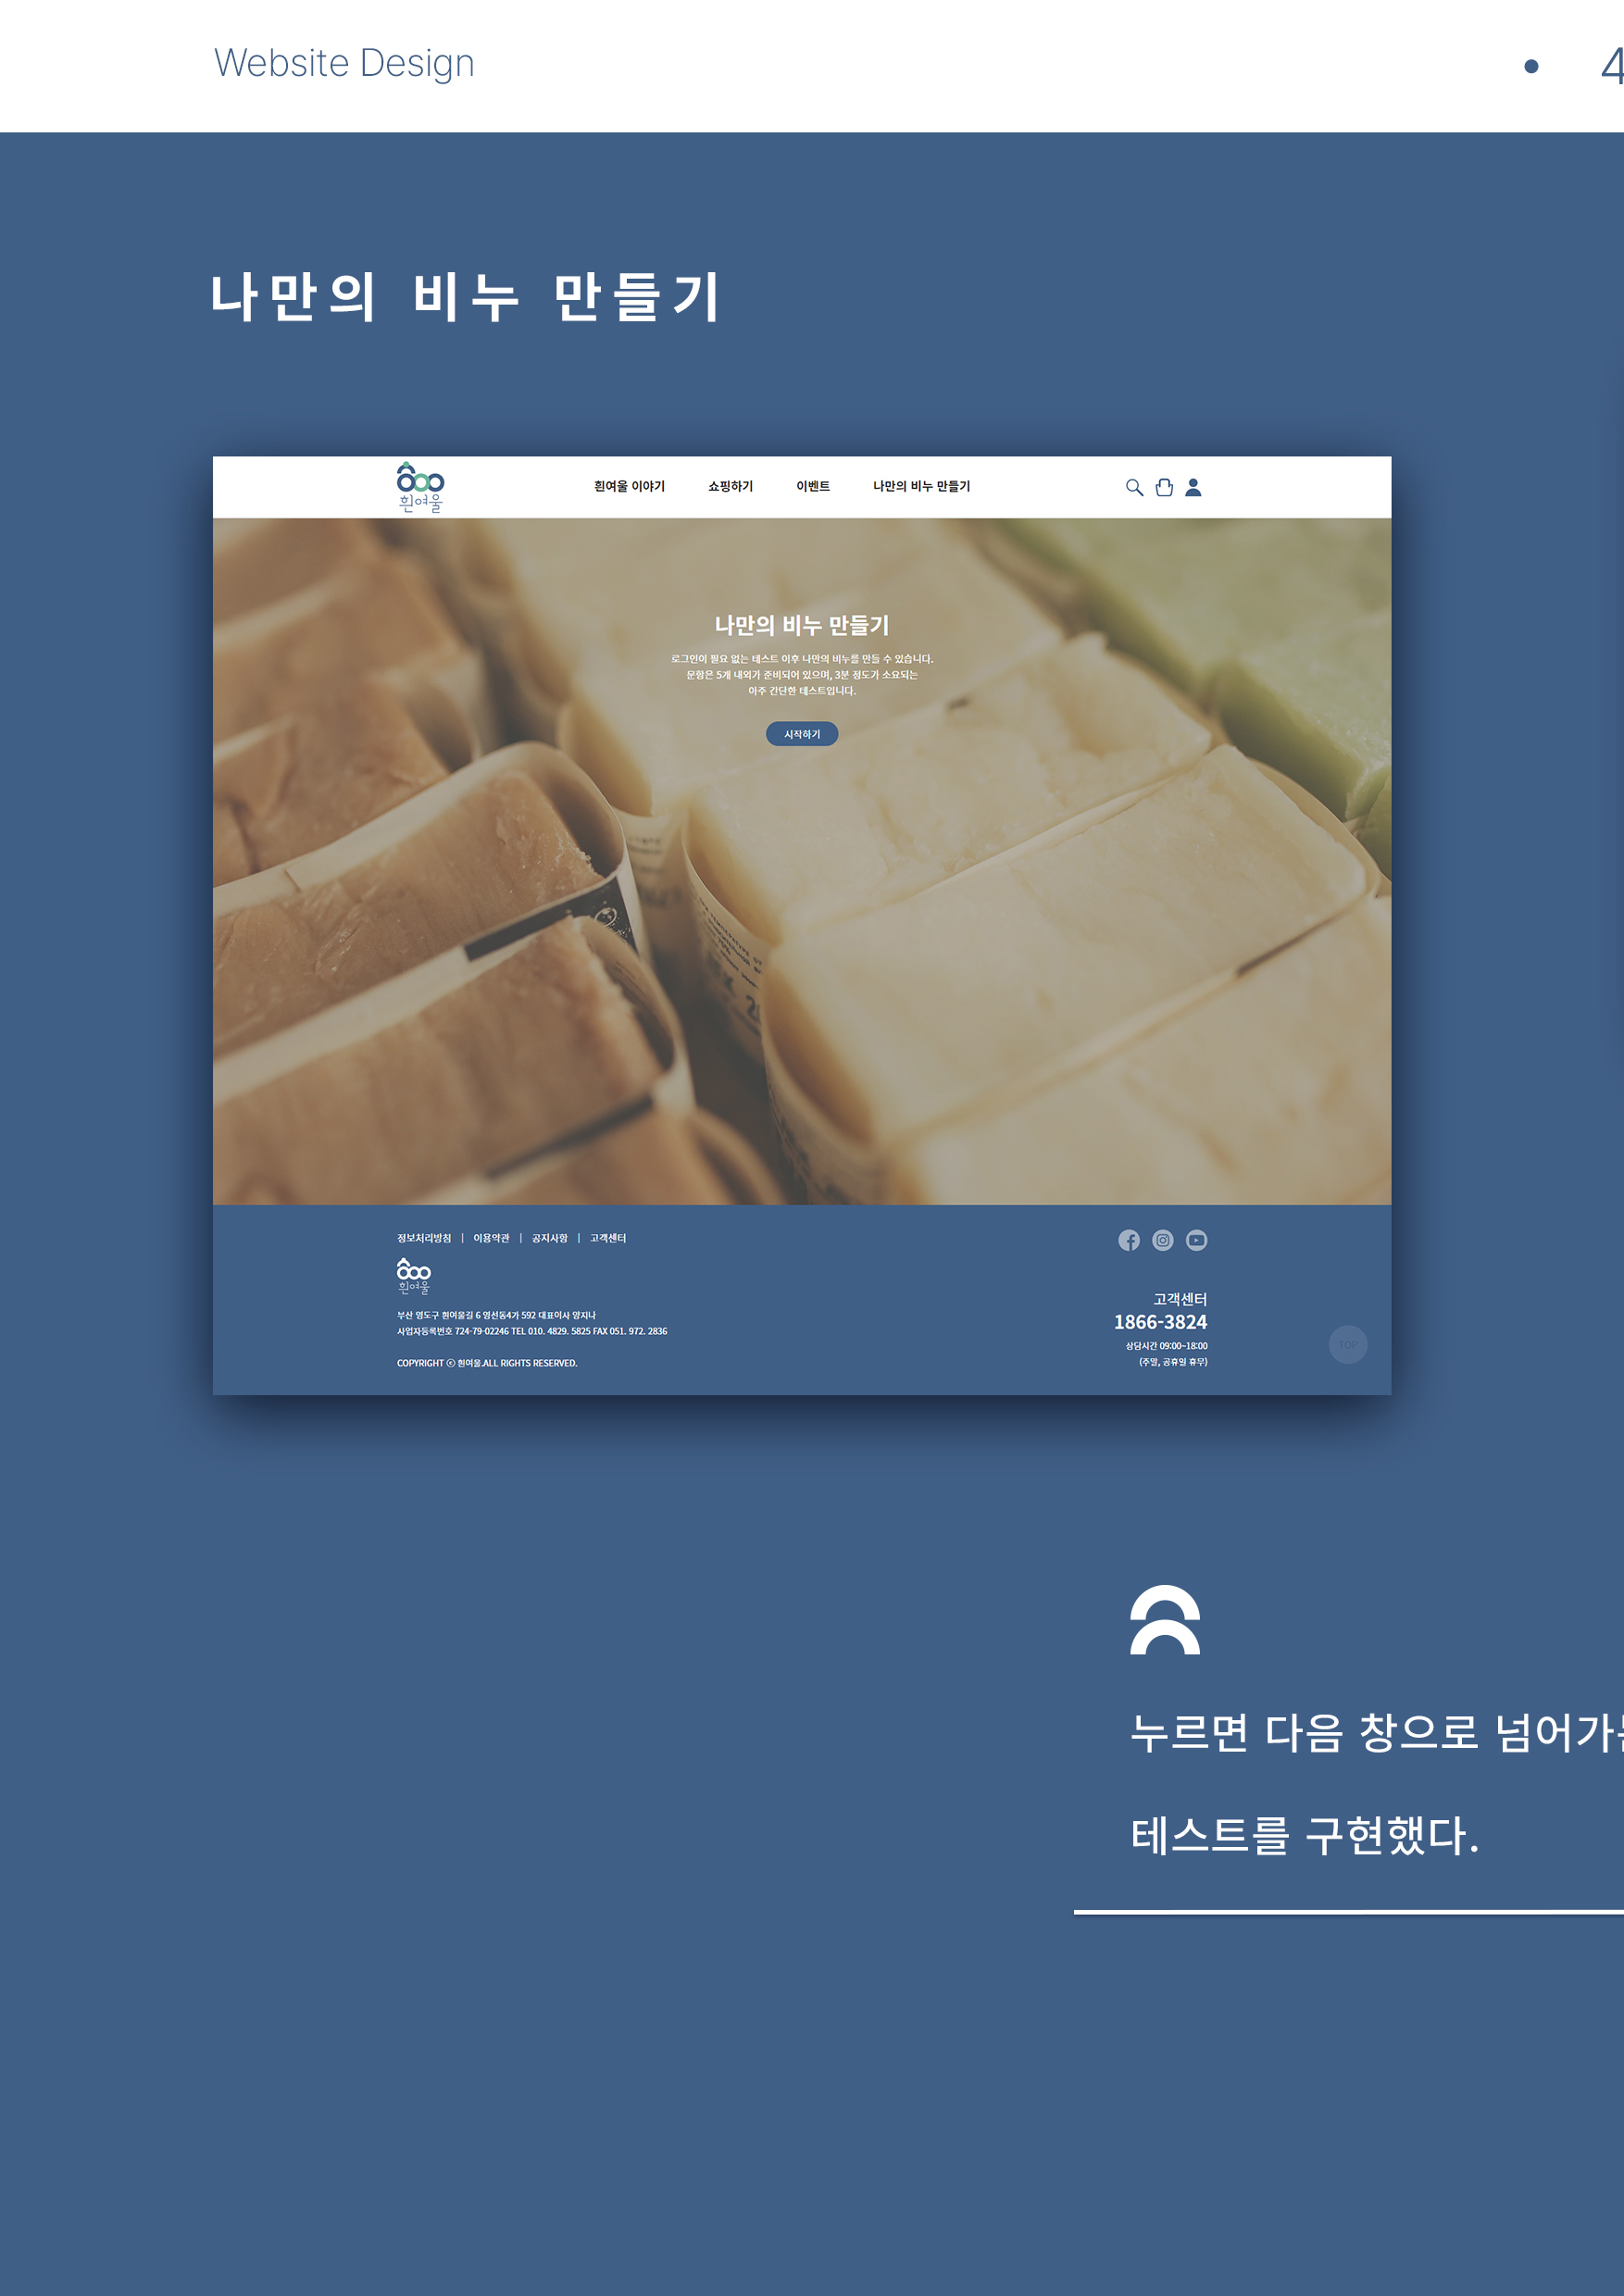 Website Design
4
나만의 비누 만들기
흰여울
흰여울 이야기 쇼핑하기 이벤트 나만의 비누 만들기
나만의 비누 만들기
로그인이 필요 없는 테스트 이후 나만의 비누를 만들 수 있습니다.
문항은 5개 내외가 준비되어 있으며, 3분 정도가 소요되는
아주 간단한 테스트입니다.
시작하기
정보처리방침 | 이용약관 | 공지사항 | 고객센터
흰여울
부산 영도구 흰여울길 6 영선동4가 592 대표이사 양지나
사업자등록번호 724-79-02246 TEL 010. 4829. 5825 FAX 051. 972. 2836
COPYRIGHT ⓒ 흰여울.ALL RIGHTS RESERVED.
고객센터
1866-3824
상담시간 09:00~18:00
(주말, 공휴일 휴무)
TOP
누르면 다음 창으로 넘어가
테스트를 구현했다.